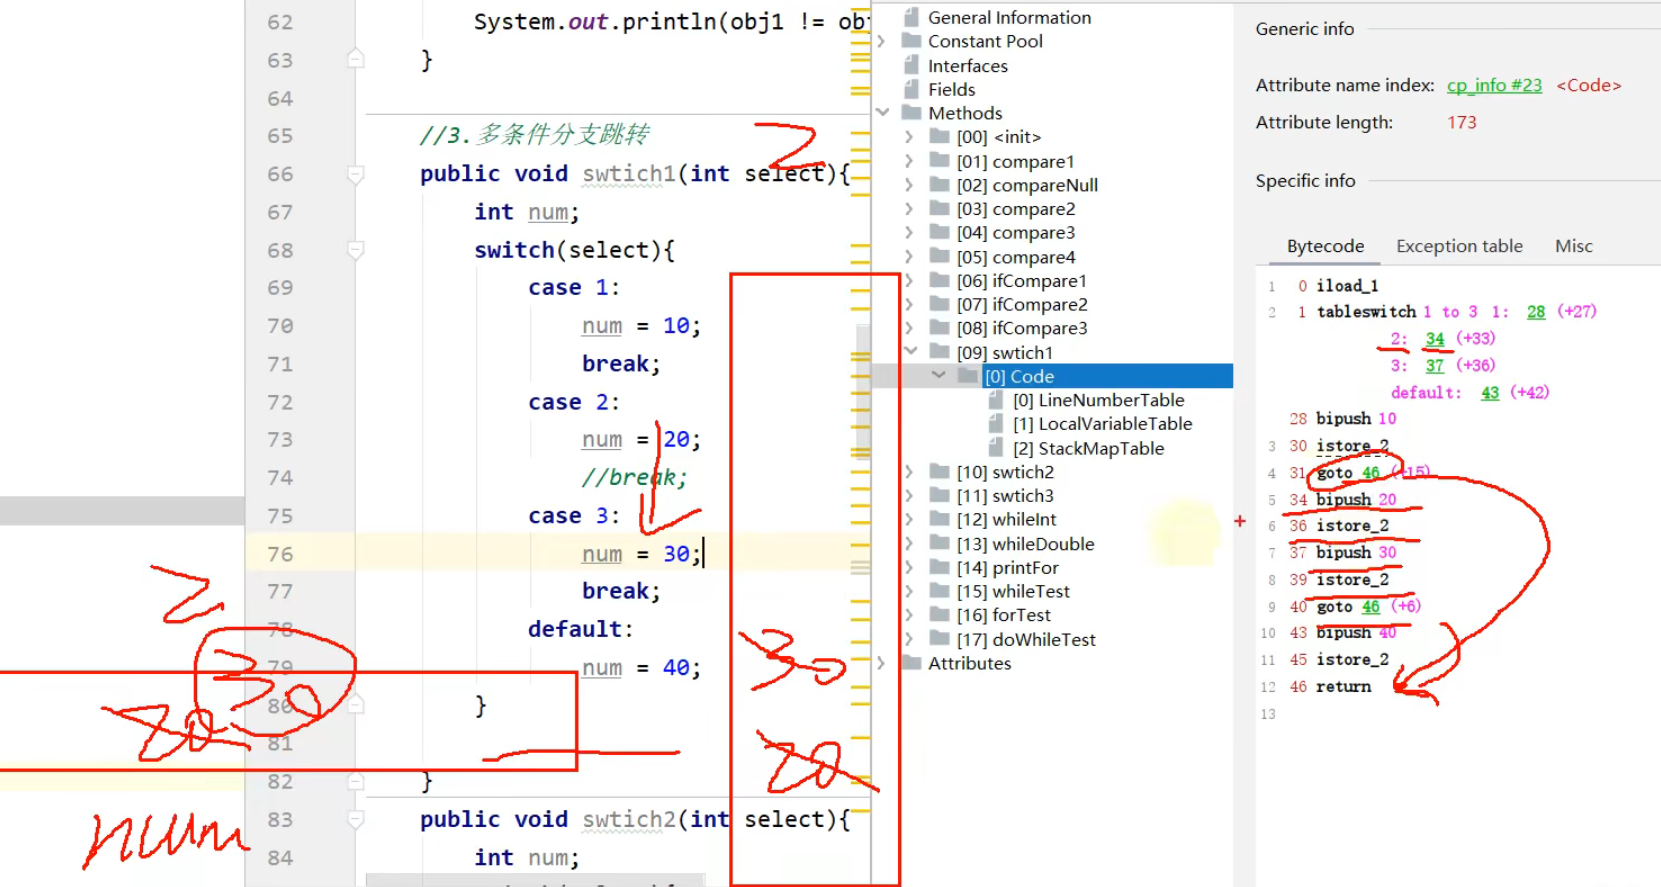 62 System.out.println(obj1 != ob
63 }
64
65 //3.多条件分支跳转
66 public void swtich1(int select){
67 int num;
68 switch(select){
69 case 1:
70 num = 10;
71 break;
72 case 2:
73 num = 20;
74 //break;
75 case 3:
76 num = 30;
77 break;
78 default:
79 num = 40;
80 }
81
82 }
83 public void swtich2(int select){
84 int num;
2
2
30
20
num
30
20
General Information
Constant Pool
Interfaces
Fields
Methods
[00] <init>
[01] compare1
[02] compareNull
[03] compare2
[04] compare3
[05] compare4
[06] ifCompare1
[07] ifCompare2
[08] ifCompare3
[09] swtich1
[0] Code
[0] LineNumberTable
[1] LocalVariableTable
[2] StackMapTable
[10] swtich2
[11] swtich3
[12] whileInt
[13] whileDouble
[14] printFor
[15] whileTest
[16] forTest
[17] doWhileTest
Attributes
Generic info
Attribute name index: cp_info #23 <Code>
Attribute length: 173
Specific info
Bytecode Exception table Misc
1 0 iload_1
2 1 tableswitch 1 to 3 1: 28 (+27)
2: 34 (+33)
3: 37 (+36)
default: 43 (+42)
28 bipush 10
3 30 istore_2
4 31 goto 46 (+15)
5 34 bipush 20
6 36 istore_2
7 37 bipush 30
8 39 istore_2
9 40 goto 46 (+6)
10 43 bipush 40
11 45 istore_2
12 46 return
13